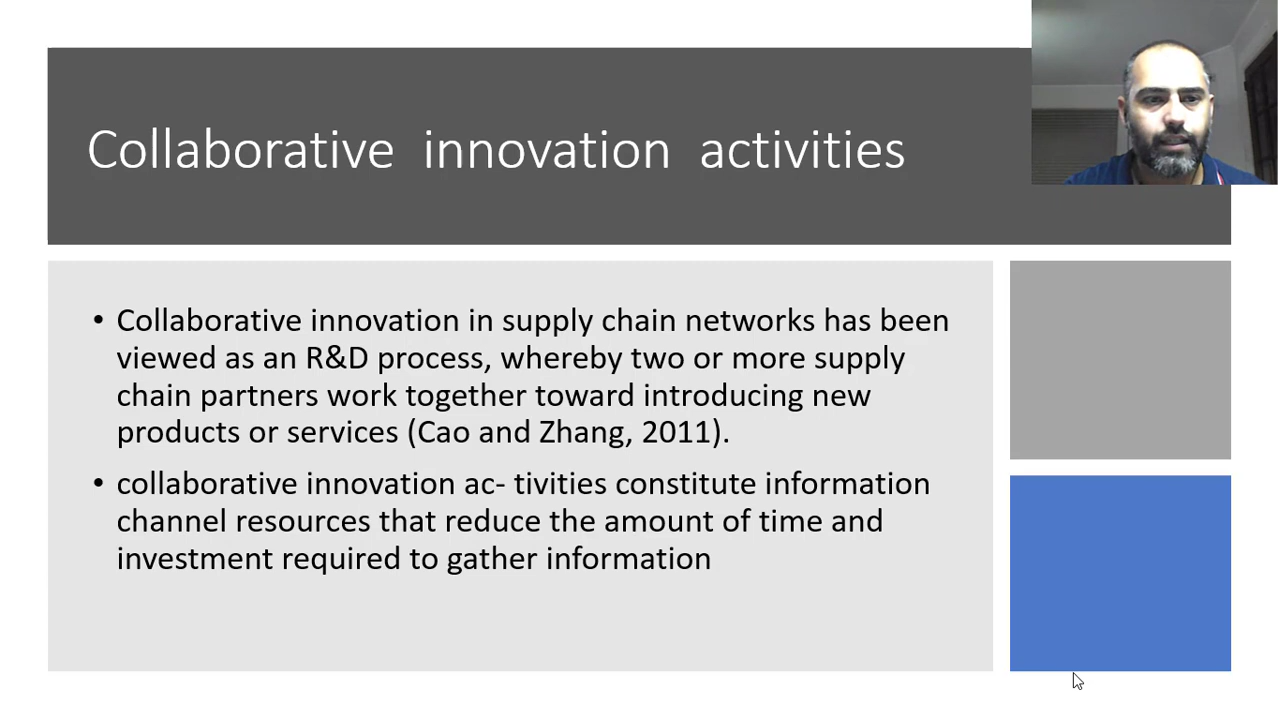 Collaborative innovation activities
• Collaborative innovation in supply chain networks has been
viewed as an R&D process, whereby two or more supply
chain partners work together toward introducing new
products or services (Cao and Zhang, 2011).
• collaborative innovation ac- tivities constitute information
channel resources that reduce the amount of time and
investment required to gather information